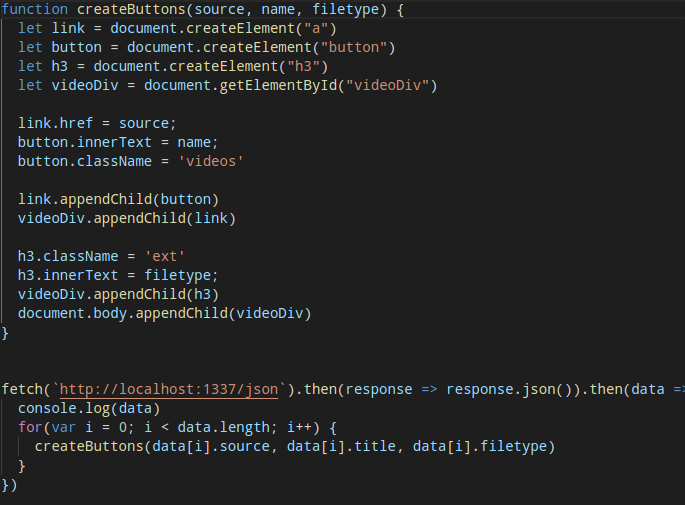 function createButtons(source, name, filetype) {
let link = document.createElement("a")
let button = document.createElement("button")
let h3 = document.createElement("h3")
let videoDiv = document.getElementById("videoDiv")
link.href = source;
button.innerText = name;
button.className = 'videos'
link.appendChild(button)
videoDiv.appendChild(link)
h3.className = 'ext'
h3.innerText = filetype;
videoDiv.appendChild(h3)
document.body.appendChild(videoDiv)
}
fetch(`http://localhost:1337/json`).then(response => response.json()).then(data =>
console.log(data)
for(var i = 0; i < data.length; i++) {
createButtons(data[i].source, data[i].title, data[i].filetype)
}
})